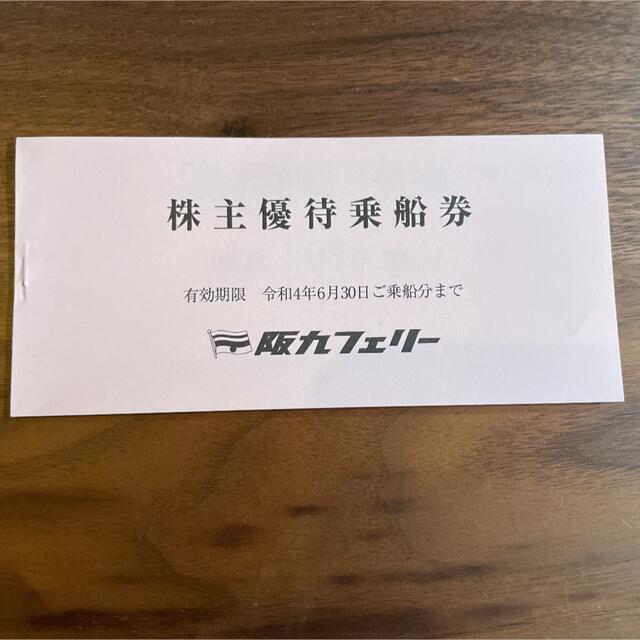 株主優待乗船券
有効期限　令和4年6月30日ご乗船分まで
阪九フェリー